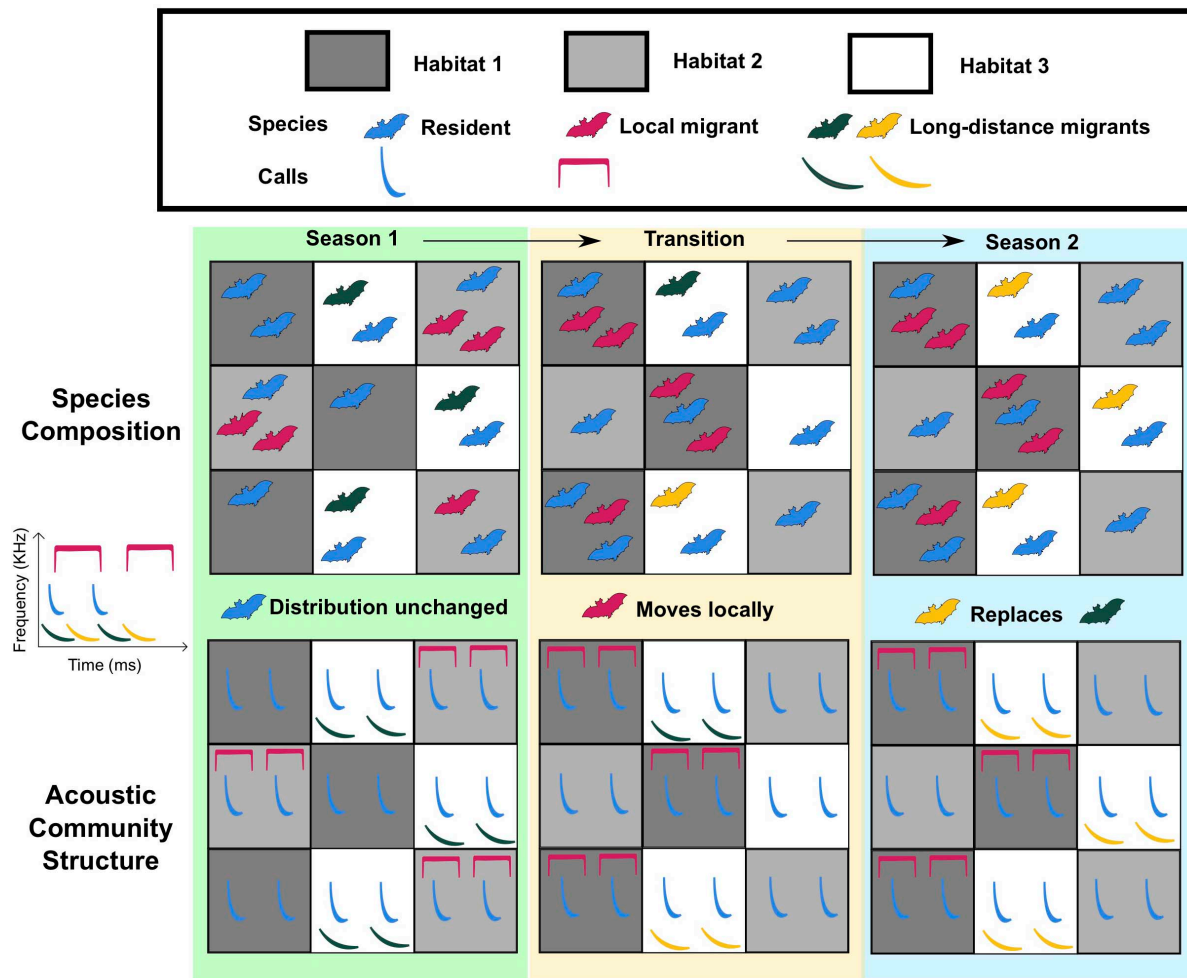 Habitat 1
Habitat 2
Habitat 3
Species
Resident
Local migrant
Long-distance migrants
Calls
Season 1
Transition
Season 2
Species
Composition
Frequency (KHz)
Time (ms)
Distribution unchanged
Moves locally
Replaces
Acoustic
Community
Structure